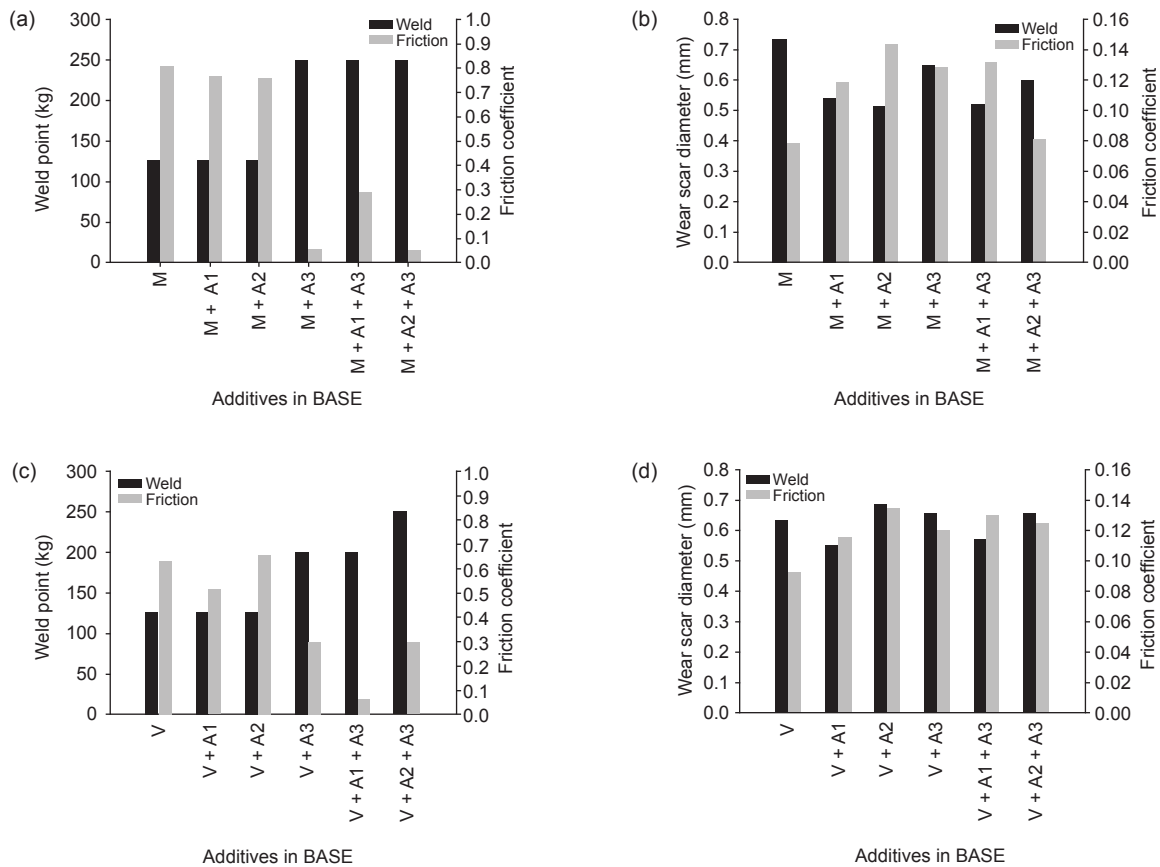 (a)
300
250
200
150
100
50
0
Weld point (kg)
Weld
Friction
1.0
0.9
0.8
0.7
0.6
0.5
0.4
0.3
0.2
0.1
0.0
Friction coefficient
M
M + A1
M + A2
M + A3
M + A1 + A3
M + A2 + A3
Additives in BASE
(b)
0.8
0.7
0.6
0.5
0.4
0.3
0.2
0.1
0.0
Wear scar diameter (mm)
Weld
Friction
0.16
0.14
0.12
0.10
0.08
0.06
0.04
0.02
0.00
Friction coefficient
M
M + A1
M + A2
M + A3
M + A1 + A3
M + A2 + A3
Additives in BASE
(c)
300
250
200
150
100
50
0
Weld point (kg)
Weld
Friction
1.0
0.9
0.8
0.7
0.6
0.5
0.4
0.3
0.2
0.1
0.0
Friction coefficient
V
V + A1
V + A2
V + A3
V + A1 + A3
V + A2 + A3
Additives in BASE
(d)
0.8
0.7
0.6
0.5
0.4
0.3
0.2
0.1
0.0
Wear scar diameter (mm)
Weld
Friction
0.16
0.14
0.12
0.10
0.08
0.06
0.04
0.02
0.00
Friction coefficient
V
V + A1
V + A2
V + A3
V + A1 + A3
V + A2 + A3
Additives in BASE